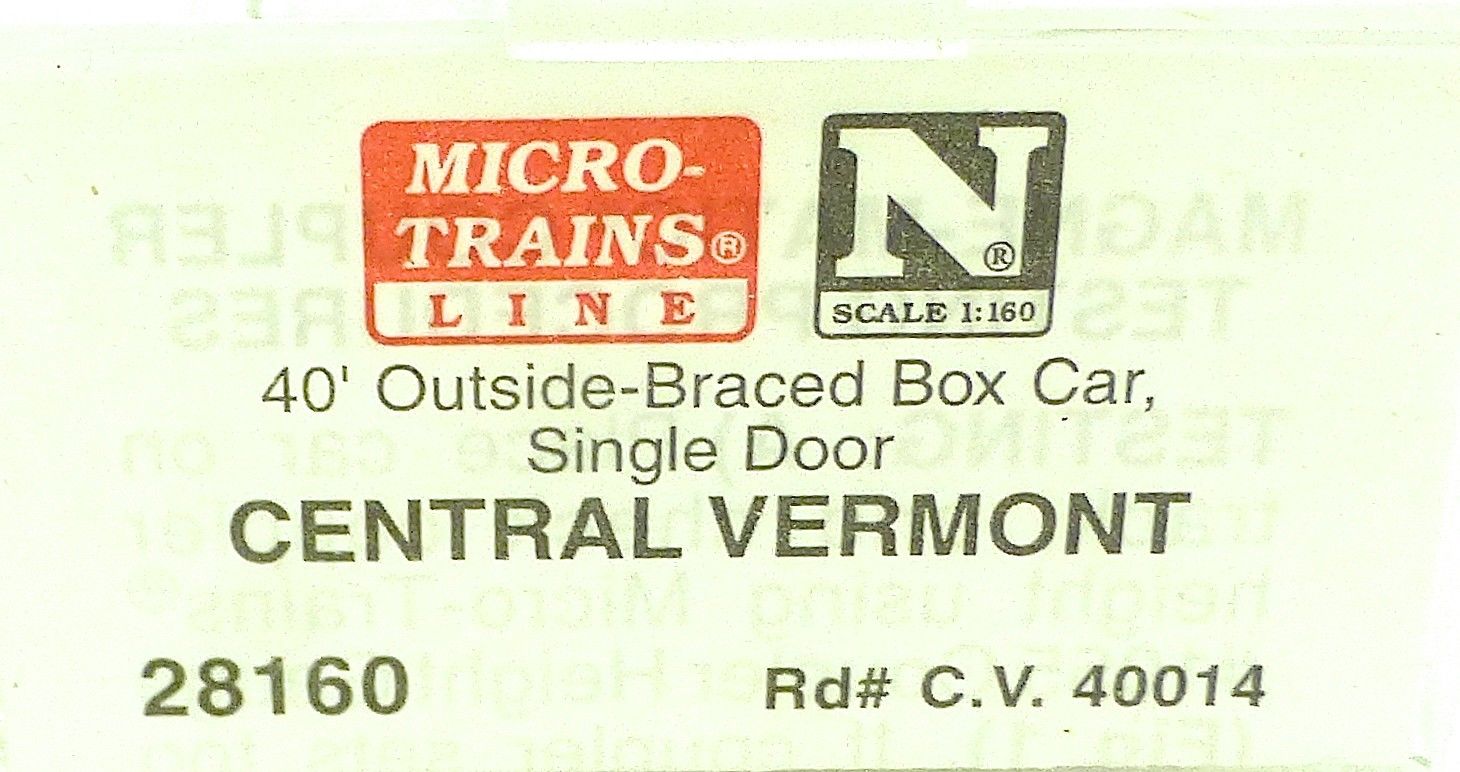 MICRO-
TRAINS®
LINE
N®
SCALE 1:160
40' Outside-Braced Box Car,
Single Door
CENTRAL VERMONT
28160
Rd# C.V. 40014